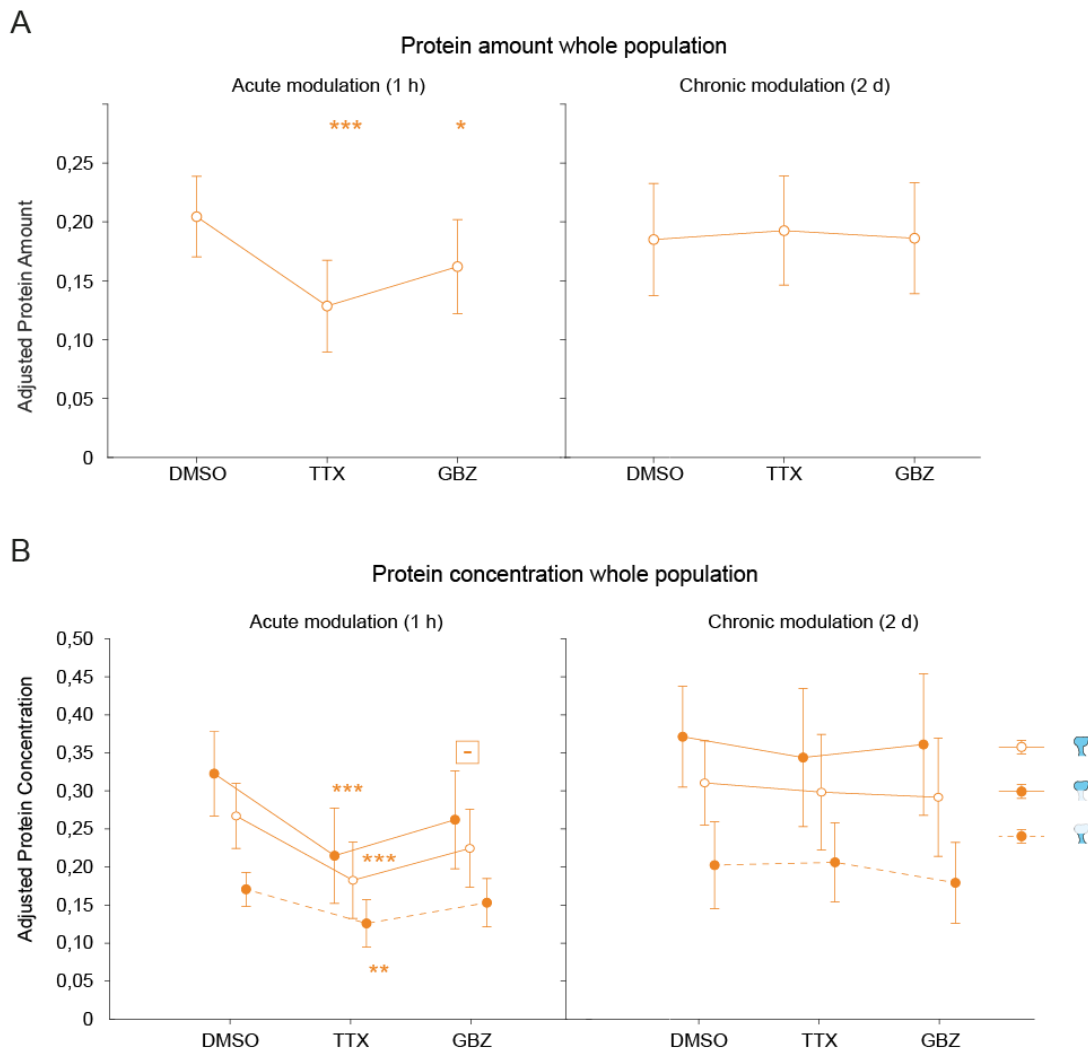 A
Protein amount whole population
Acute modulation (1 h)
Chronic modulation (2 d)
*** *
0,25
0,20
0,15
0,10
0,05
0
Adjusted Protein Amount
DMSO TTX GBZ DMSO TTX GBZ
B
Protein concentration whole population
Acute modulation (1 h)
Chronic modulation (2 d)
0,50
0,45
0,40
0,35
0,30
0,25
0,20
0,15
0,10
0,05
0
Adjusted Protein Concentration
-
***
***
**
DMSO TTX GBZ DMSO TTX GBZ